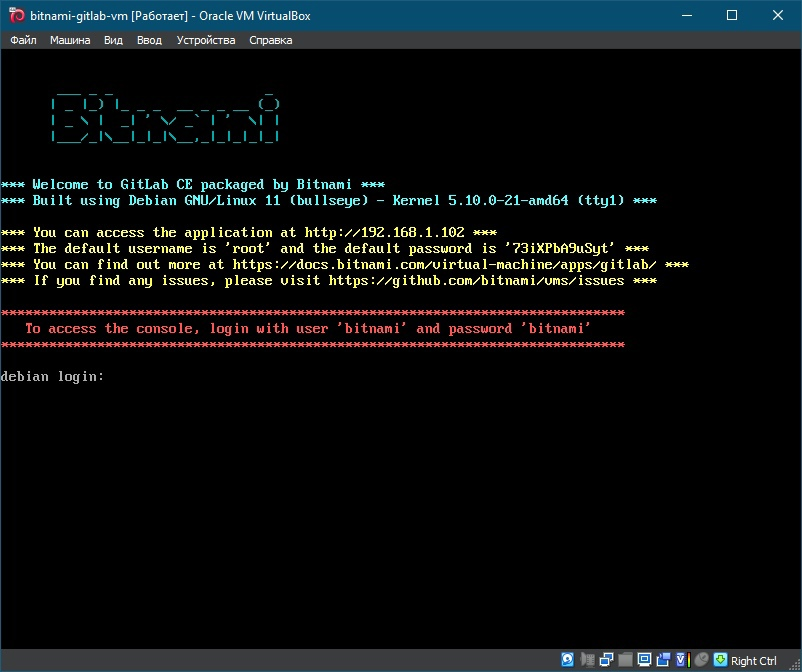 bitnami-gitlab-vm [Работает] - Oracle VM VirtualBox
Файл Машина Вид Ввод Устройства Справка
Bitnami
*** Welcome to GitLab CE packaged by Bitnami ***
*** Built using Debian GNU/Linux 11 (bullseye) - Kernel 5.10.0-21-amd64 (tty1) ***
*** You can access the application at http://192.168.1.102 ***
*** The default username is 'root' and the default password is '73iXPbA9uSyt' ***
*** You can find out more at https://docs.bitnami.com/virtual-machine/apps/gitlab/ ***
*** If you find any issues, please visit https://github.com/bitnami/vms/issues ***
******************************************************************************
To access the console, login with user 'bitnami' and password 'bitnami'
******************************************************************************
debian login:
Right Ctrl